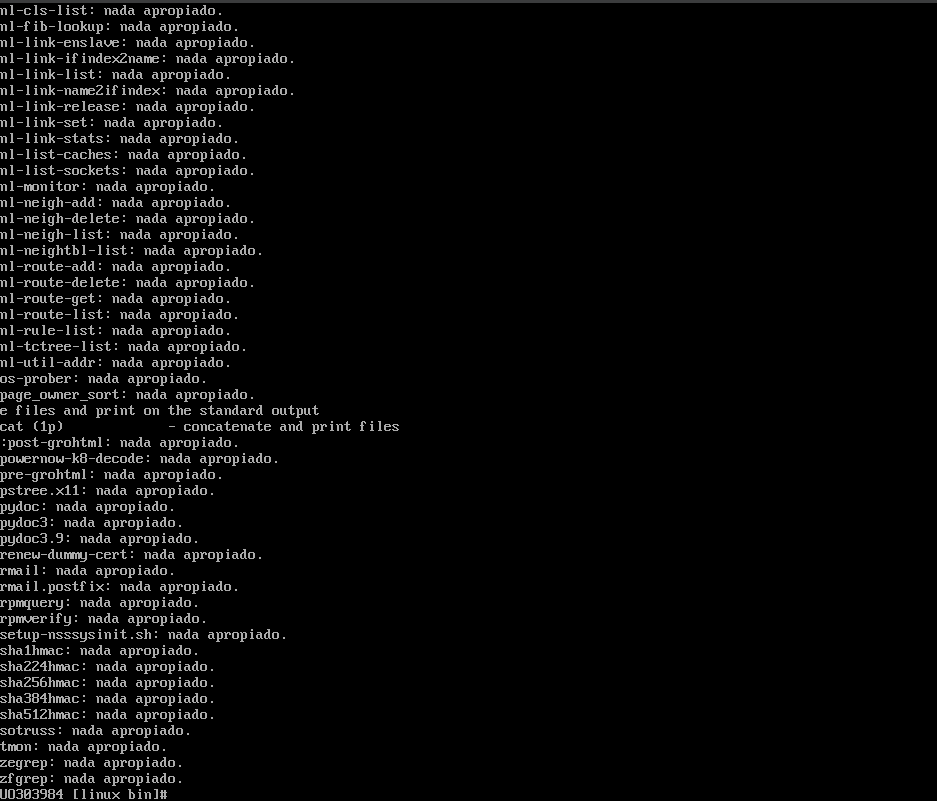 nl-cls-list: nada apropiado.
nl-fib-lookup: nada apropiado.
nl-link-enslave: nada apropiado.
nl-link-ifindex2name: nada apropiado.
nl-link-list: nada apropiado.
nl-link-name2ifindex: nada apropiado.
nl-link-release: nada apropiado.
nl-link-set: nada apropiado.
nl-link-stats: nada apropiado.
nl-list-caches: nada apropiado.
nl-list-sockets: nada apropiado.
nl-monitor: nada apropiado.
nl-neigh-add: nada apropiado.
nl-neigh-delete: nada apropiado.
nl-neigh-list: nada apropiado.
nl-neightbl-list: nada apropiado.
nl-route-add: nada apropiado.
nl-route-delete: nada apropiado.
nl-route-get: nada apropiado.
nl-route-list: nada apropiado.
nl-rule-list: nada apropiado.
nl-tctree-list: nada apropiado.
nl-util-addr: nada apropiado.
os-prober: nada apropiado.
page_owner_sort: nada apropiado.
e files and print on the standard output
cat (1p)             - concatenate and print files
:post-grohtml: nada apropiado.
powernow-k8-decode: nada apropiado.
pre-grohtml: nada apropiado.
pstree.x11: nada apropiado.
pydoc: nada apropiado.
pydoc3: nada apropiado.
pydoc3.9: nada apropiado.
renew-dummy-cert: nada apropiado.
rmail: nada apropiado.
rmail.postfix: nada apropiado.
rpmquery: nada apropiado.
rpmverify: nada apropiado.
setup-nsssysinit.sh: nada apropiado.
sha1hmac: nada apropiado.
sha224hmac: nada apropiado.
sha256hmac: nada apropiado.
sha384hmac: nada apropiado.
sha512hmac: nada apropiado.
sotruss: nada apropiado.
tmon: nada apropiado.
zegrep: nada apropiado.
zfgrep: nada apropiado.
UO303984 [linux bin]#